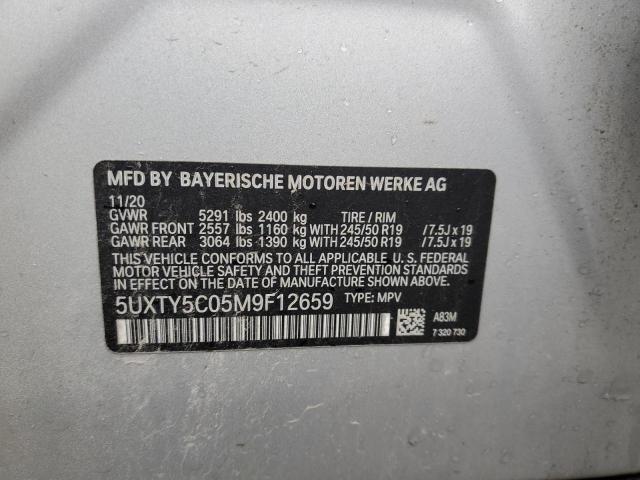 MFD BY BAYERISCHE MOTOREN WERKE AG
11/20
GVWR 5291 lbs 2400 kg TIRE / RIM
GAWR FRONT 2557 lbs 1160 kg WITH 245/50 R19 /7.5J x 19
GAWR REAR 3064 lbs 1390 kg WITH 245/50 R19 /7.5J x 19
THIS VEHICLE CONFORMS TO ALL APPLICABLE U. S. FEDERAL
MOTOR VEHICLE SAFETY AND THEFT PREVENTION STANDARDS
IN EFFECT ON THE DATE OF MANUFACTURE SHOWN ABOVE.
5UXTY5C05M9F12659 TYPE: MPV
A83M
7 320 730